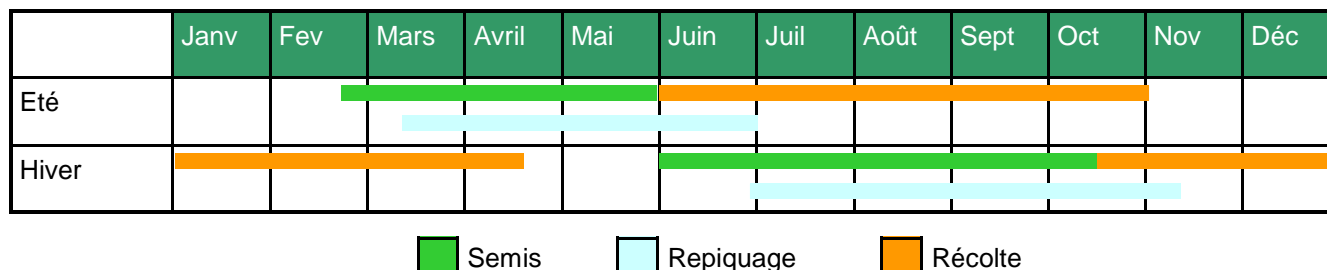 Janv Fev Mars Avril Mai Juin Juil Août Sept Oct Nov Déc
Eté
Hiver
Semis Repiquage Récolte